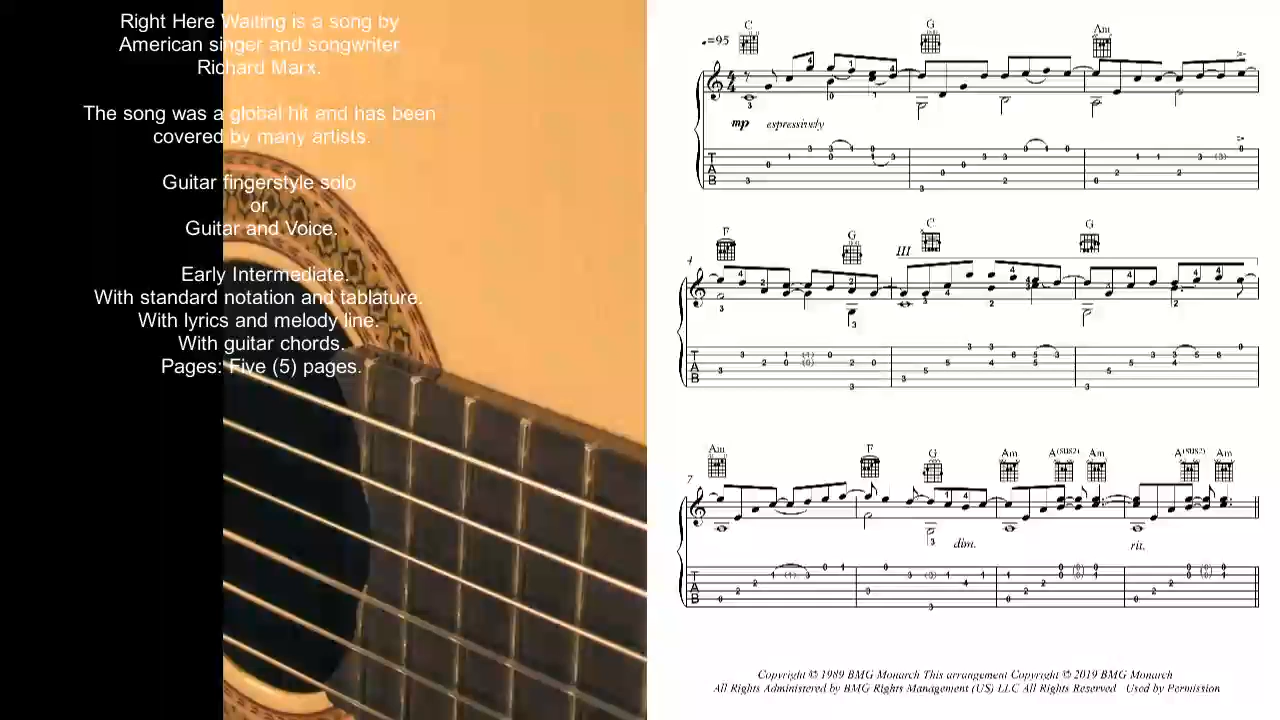 Right Here Waiting is a song by
American singer and songwriter
Richard Marx.
The song was a global hit and has been
covered by many artists.
Guitar fingerstyle solo
or
Guitar and Voice.
Early Intermediate.
With standard notation and tablature.
With lyrics and melody line.
With guitar chords.
Pages: Five (5) pages.
♩=95 C G Am
mp espressively
F G III C G
4
Am F G Am A(sus2) Am A(sus2) Am
7
dim. rit.
Copyright © 1989 BMG Monarch This arrangement Copyright © 2019 BMG Monarch
All Rights Administered by BMG Rights Management (US) LLC All Rights Reserved Used by Permission